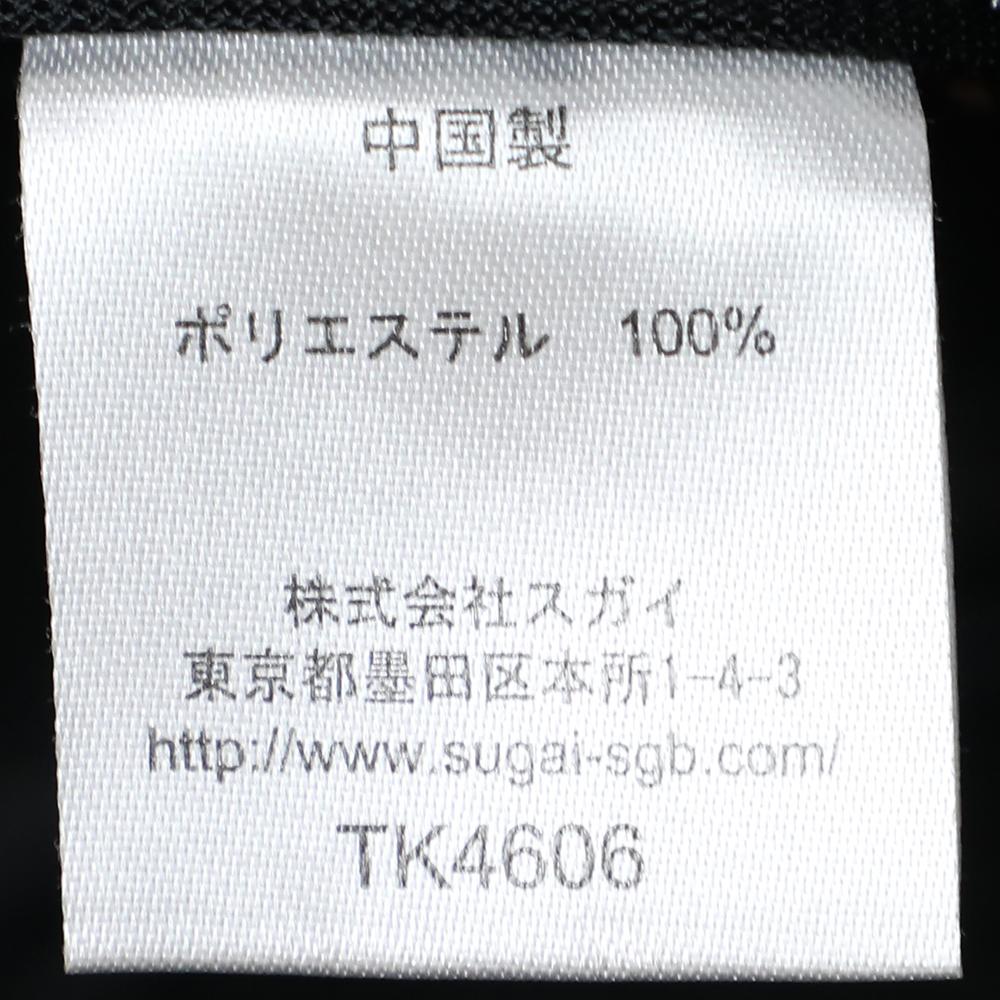 中国製
ポリエステル　100%
株式会社スガイ
東京都墨田区本所1-4-3
http://www.sugai-sgb.com/
TK4606